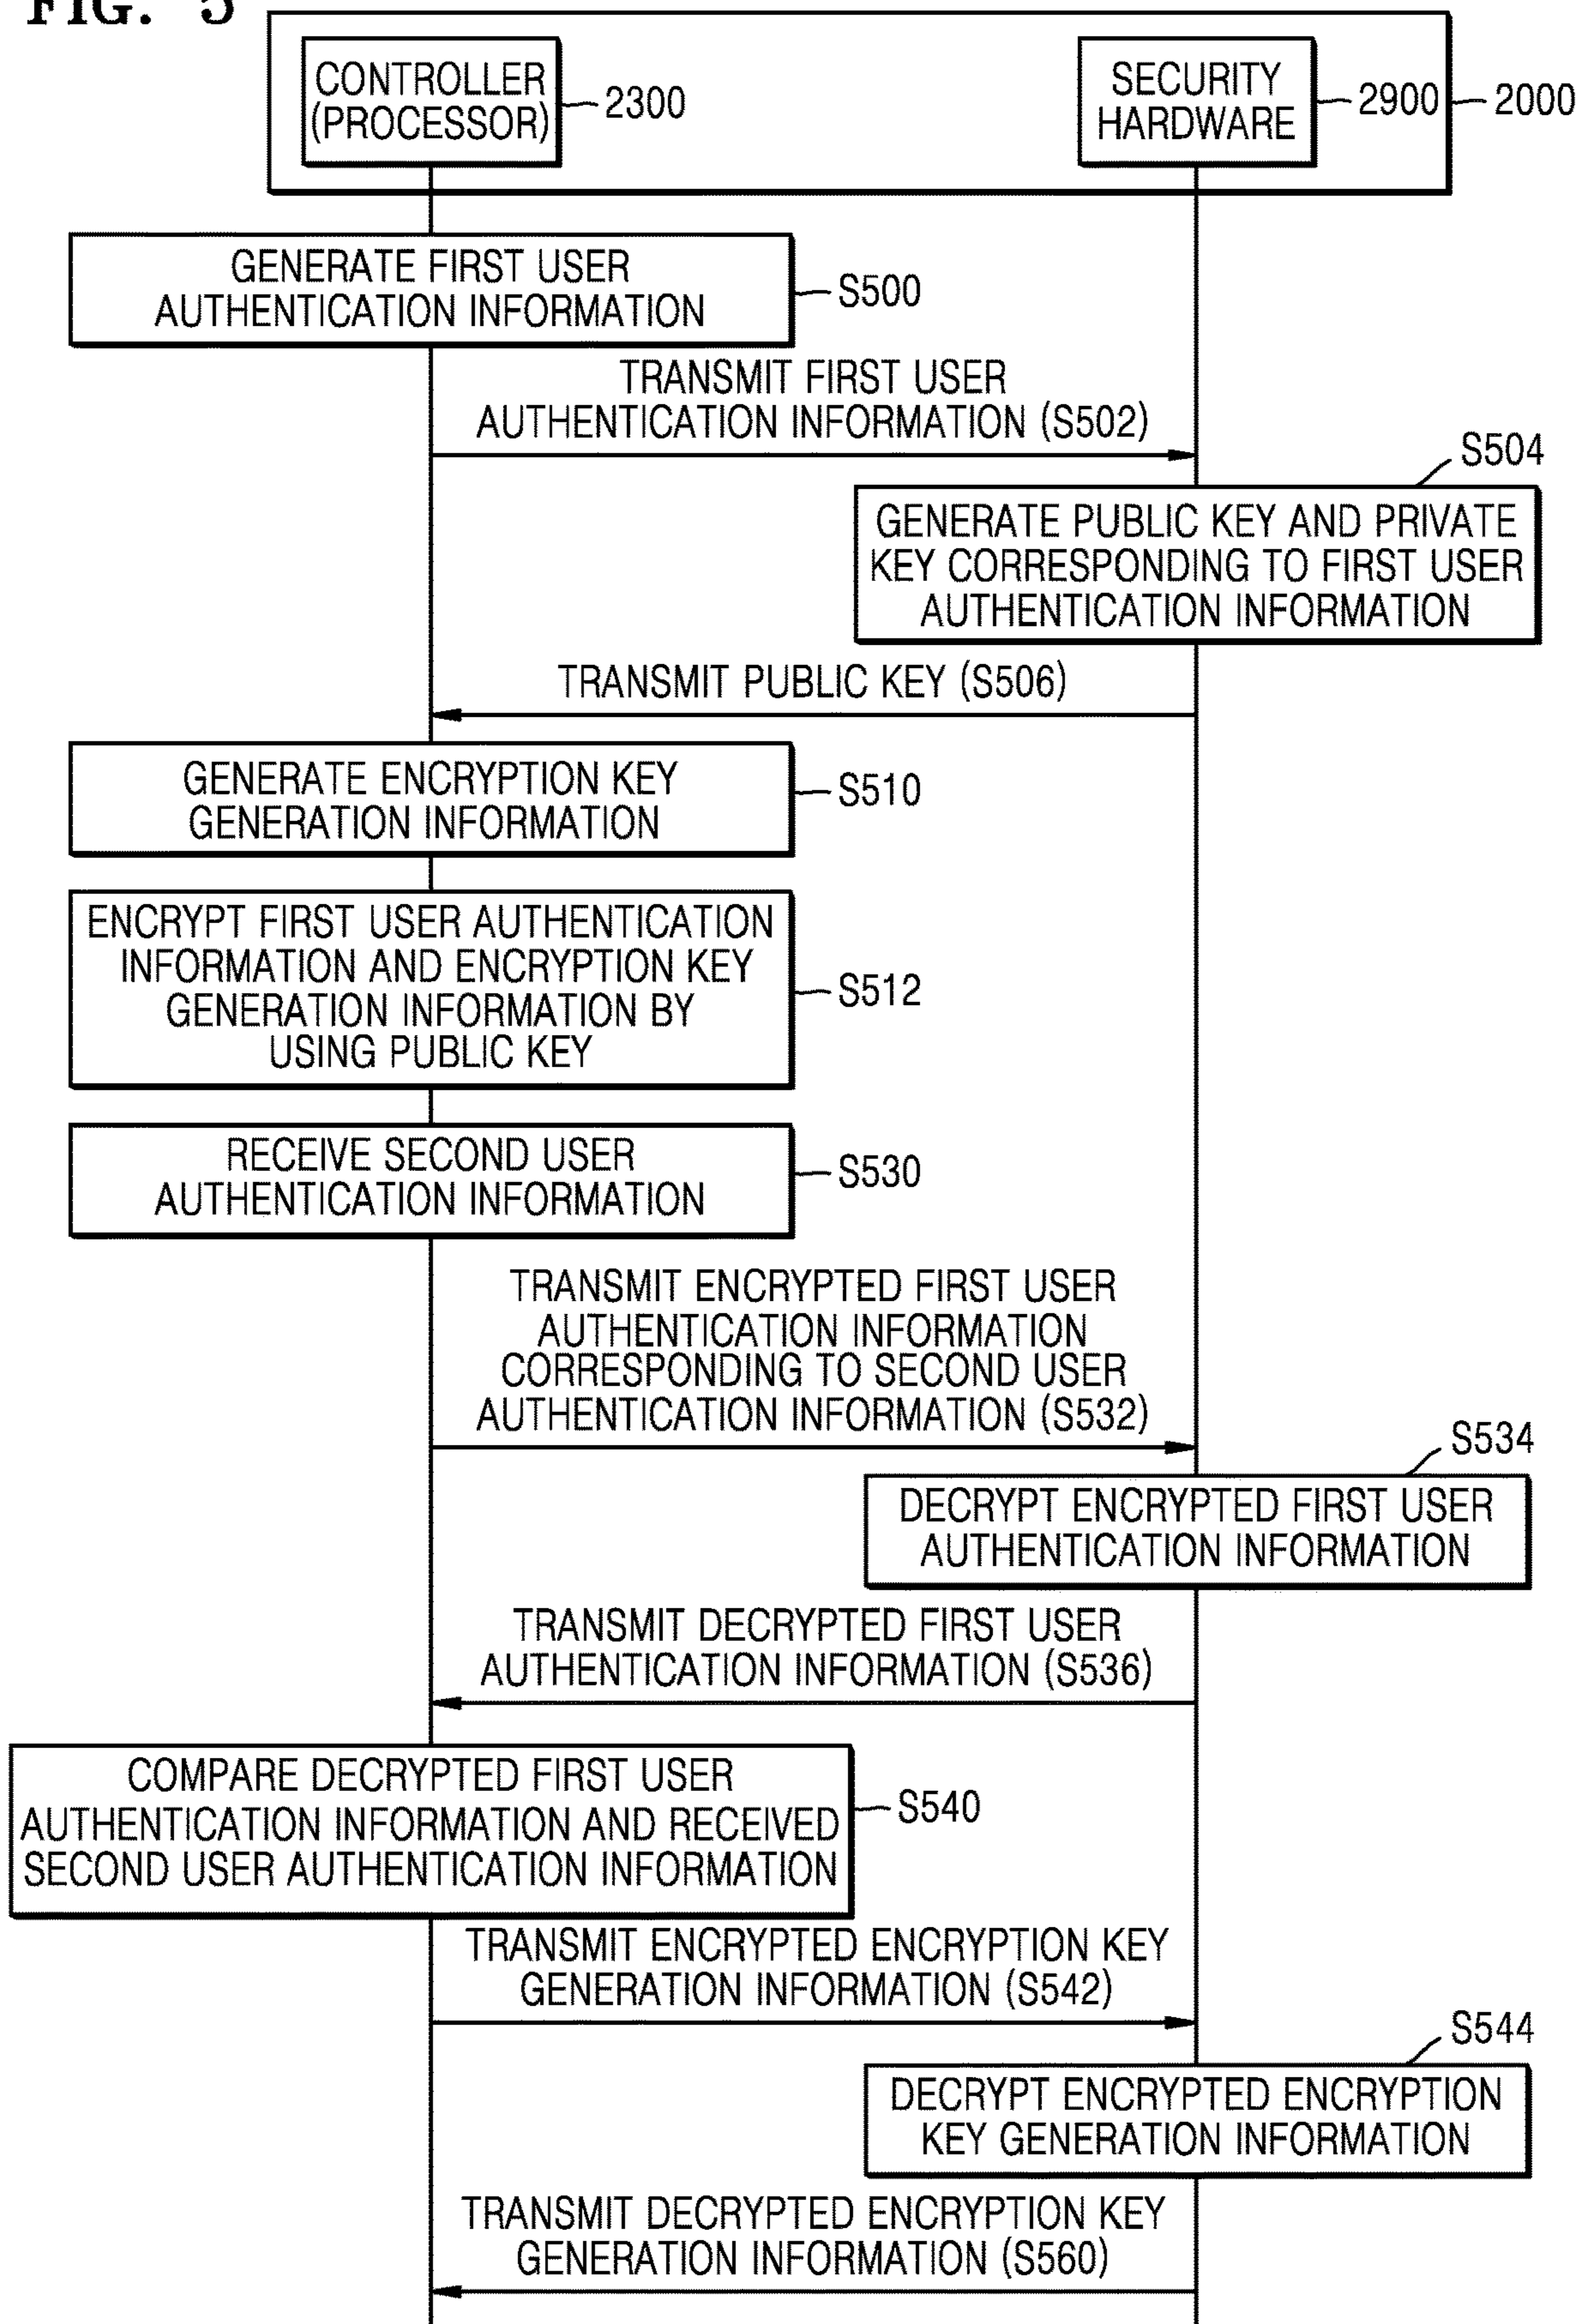 FIG. 5
CONTROLLER
(PROCESSOR)
2300
SECURITY
HARDWARE
2900
2000
GENERATE FIRST USER
AUTHENTICATION INFORMATION
S500
TRANSMIT FIRST USER
AUTHENTICATION INFORMATION (S502)
S504
GENERATE PUBLIC KEY AND PRIVATE
KEY CORRESPONDING TO FIRST USER
AUTHENTICATION INFORMATION
TRANSMIT PUBLIC KEY (S506)
GENERATE ENCRYPTION KEY
GENERATION INFORMATION
S510
ENCRYPT FIRST USER AUTHENTICATION
INFORMATION AND ENCRYPTION KEY
GENERATION INFORMATION BY
USING PUBLIC KEY
S512
RECEIVE SECOND USER
AUTHENTICATION INFORMATION
S530
TRANSMIT ENCRYPTED FIRST USER
AUTHENTICATION INFORMATION
CORRESPONDING TO SECOND USER
AUTHENTICATION INFORMATION (S532)
S534
DECRYPT ENCRYPTED FIRST USER
AUTHENTICATION INFORMATION
TRANSMIT DECRYPTED FIRST USER
AUTHENTICATION INFORMATION (S536)
COMPARE DECRYPTED FIRST USER
AUTHENTICATION INFORMATION AND RECEIVED
SECOND USER AUTHENTICATION INFORMATION
S540
TRANSMIT ENCRYPTED ENCRYPTION KEY
GENERATION INFORMATION (S542)
S544
DECRYPT ENCRYPTED ENCRYPTION
KEY GENERATION INFORMATION
TRANSMIT DECRYPTED ENCRYPTION KEY
GENERATION INFORMATION (S560)